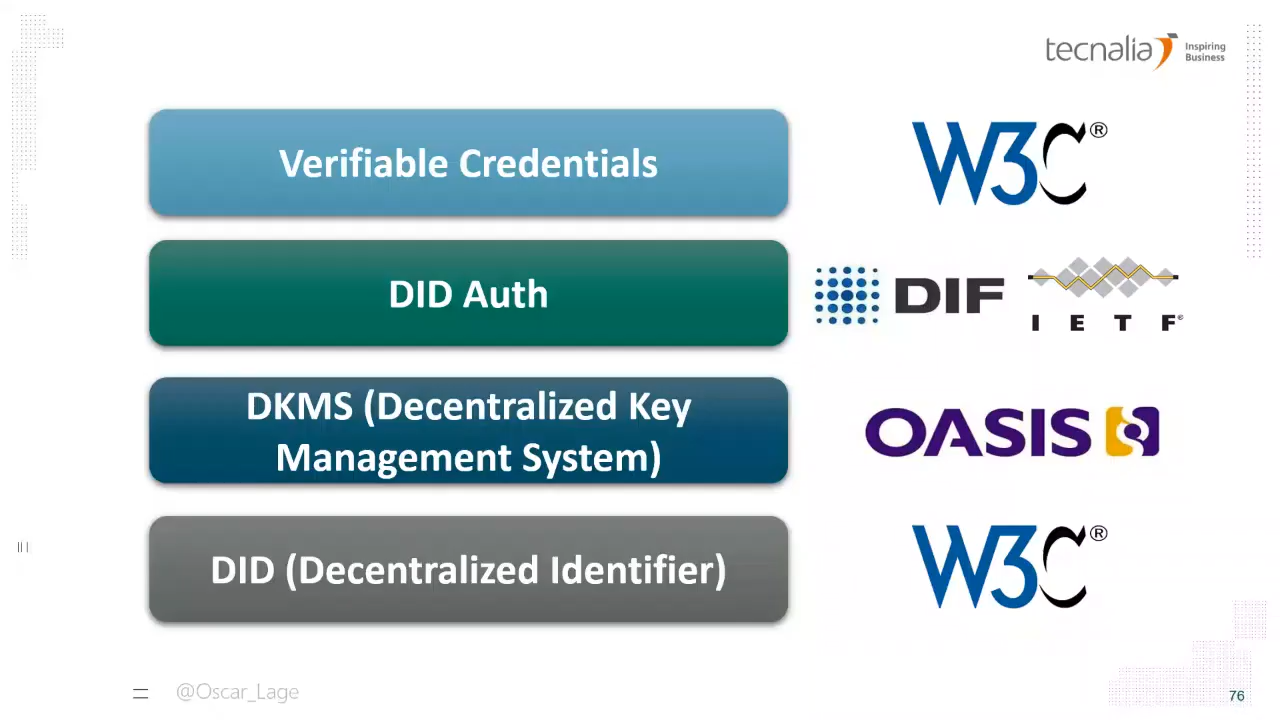 tecnalia Inspiring
Business
Verifiable Credentials
W3C®
DID Auth
DIF
IETF®
DKMS (Decentralized Key
Management System)
OASIS
DID (Decentralized Identifier)
W3C®
@Oscar_Lage
76